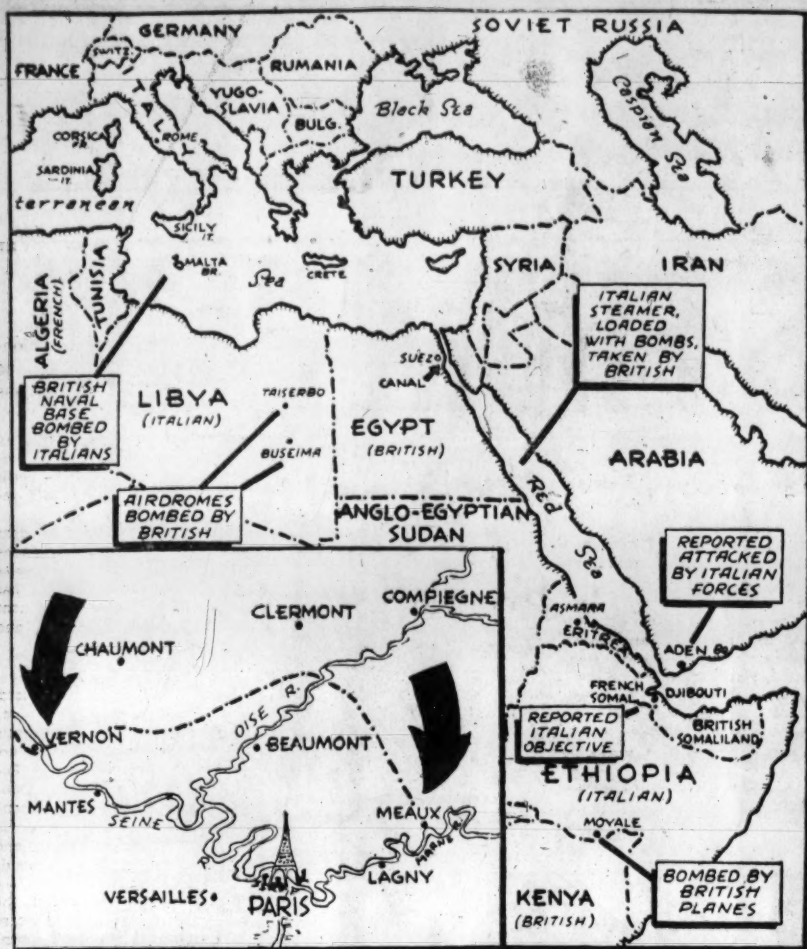 SOVIET RUSSIA
GERMANY
SWITZ.
FRANCE
RUMANIA
ITALY
YUGO-
SLAVIA
Black Sea
Caspian Sea
BULG.
ROME
CORSICA
FR.
SARDINIA
IT.
TURKEY
terranean
SICILY
IT.
MALTA
BR.
Sea
CRETE
SYRIA
IRAN
ALGERIA
(FRENCH)
TUNISIA
ITALIAN
STEAMER,
LOADED
WITH BOMBS,
TAKEN BY
BRITISH
SUEZ
CANAL
BRITISH
NAVAL
BASE
BOMBED
BY
ITALIANS
LIBYA
(ITALIAN)
TAISERBO
BUSEIMA
EGYPT
(BRITISH)
ARABIA
AIRDROMES
BOMBED BY
BRITISH
ANGLO-EGYPTIAN
SUDAN
Red
Sea
REPORTED
ATTACKED
BY ITALIAN
FORCES
ASMARA
ERITREA
ADEN BR.
FRENCH
SOMAL.
DJIBOUTI
BRITISH
SOMALILAND
REPORTED
ITALIAN
OBJECTIVE
ETHIOPIA
(ITALIAN)
MOYALE
BOMBED BY
BRITISH
PLANES
KENYA
(BRITISH)
COMPIEGNE
CLERMONT
CHAUMONT
OISE R.
VERNON
BEAUMONT
MANTES
SEINE
R.
MEAUX
MARNE R.
LAGNY
VERSAILLES
PARIS